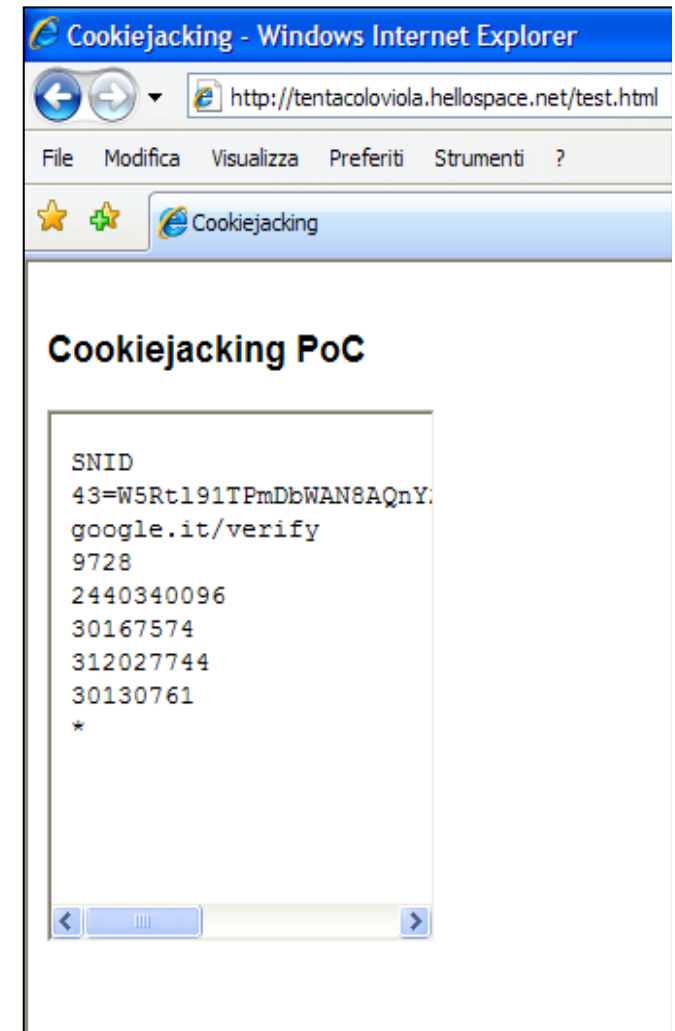 Cookiejacking - Windows Internet Explorer
http://tentacoloviola.hellospace.net/test.html
File Modifica Visualizza Preferiti Strumenti ?
Cookiejacking
Cookiejacking PoC
SNID
43=W5Rtl91TPmDbWAN8AQnY
google.it/verify
9728
2440340096
30167574
312027744
30130761
*